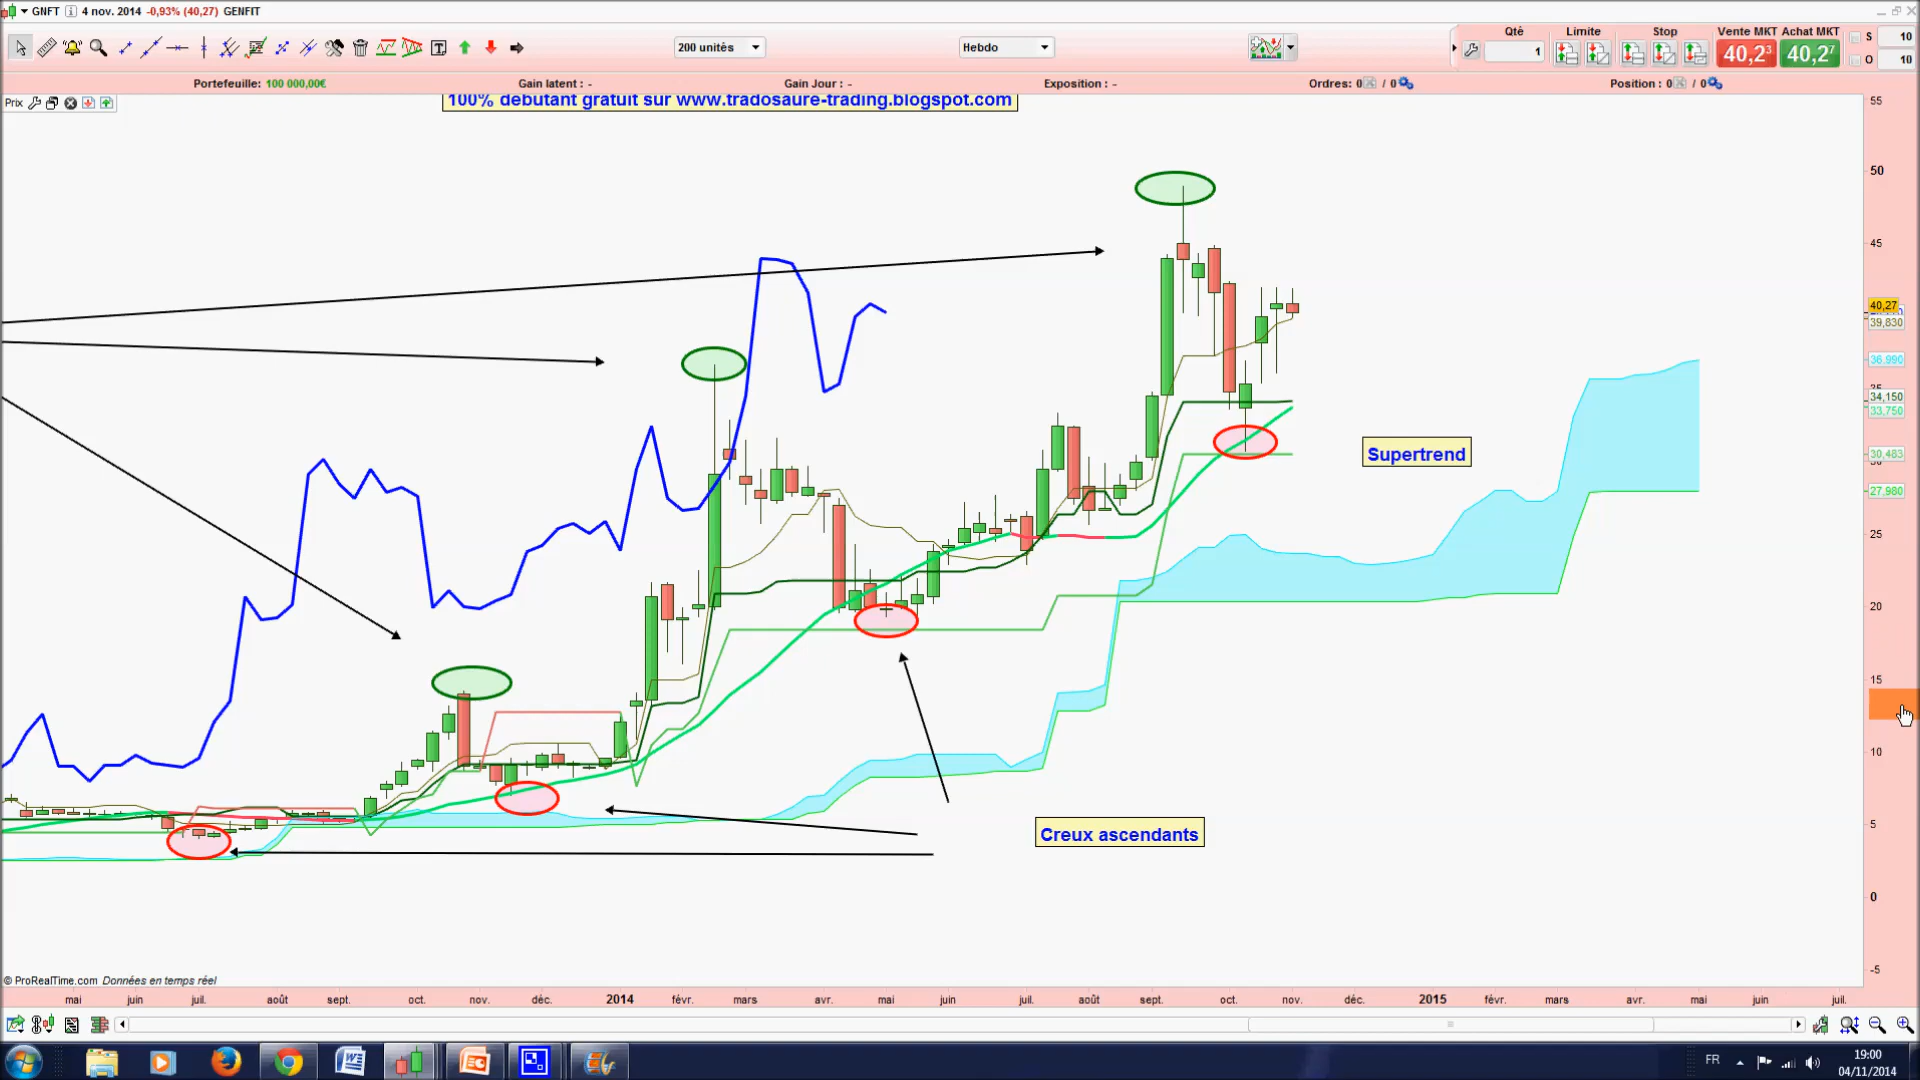 GNFT 4 nov. 2014 -0,93% (40,27) GENFIT
200 unités
Hebdo
Qté
Limite
Stop
Vente MKT
Achat MKT
1
40,2³
40,2⁷
S 10
O 10
Portefeuille: 100 000,00€
Gain latent : -
Gain Jour : -
Exposition : -
Ordres: 0 / 0
Position : 0 / 0
Prix
100% debutant gratuit sur www.tradosaure-trading.blogspot.com
55
50
45
40,27
39,830
36,990
34,150
33,750
30,483
27,980
25
20
15
10
5
0
-5
Supertrend
Creux ascendants
© ProRealTime.com Données en temps réel
mai juin juil. août sept. oct. nov. déc. 2014 févr. mars avr. mai juin juil. août sept. oct. nov. déc. 2015 févr. mars avr. mai juin juil.
FR
19:00
04/11/2014